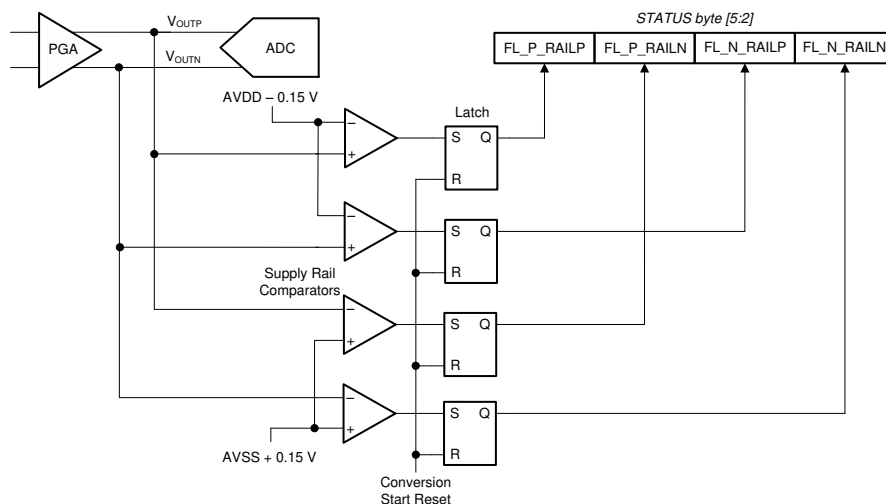 STATUS byte [5:2]
FL_P_RAILP FL_P_RAILN FL_N_RAILP FL_N_RAILN
PGA
VOUTP
VOUTN
ADC
AVDD – 0.15 V
Latch
S Q
R
S Q
R
Supply Rail
Comparators
S Q
R
S Q
R
AVSS + 0.15 V
Conversion
Start Reset
– +
– +
– +
– +